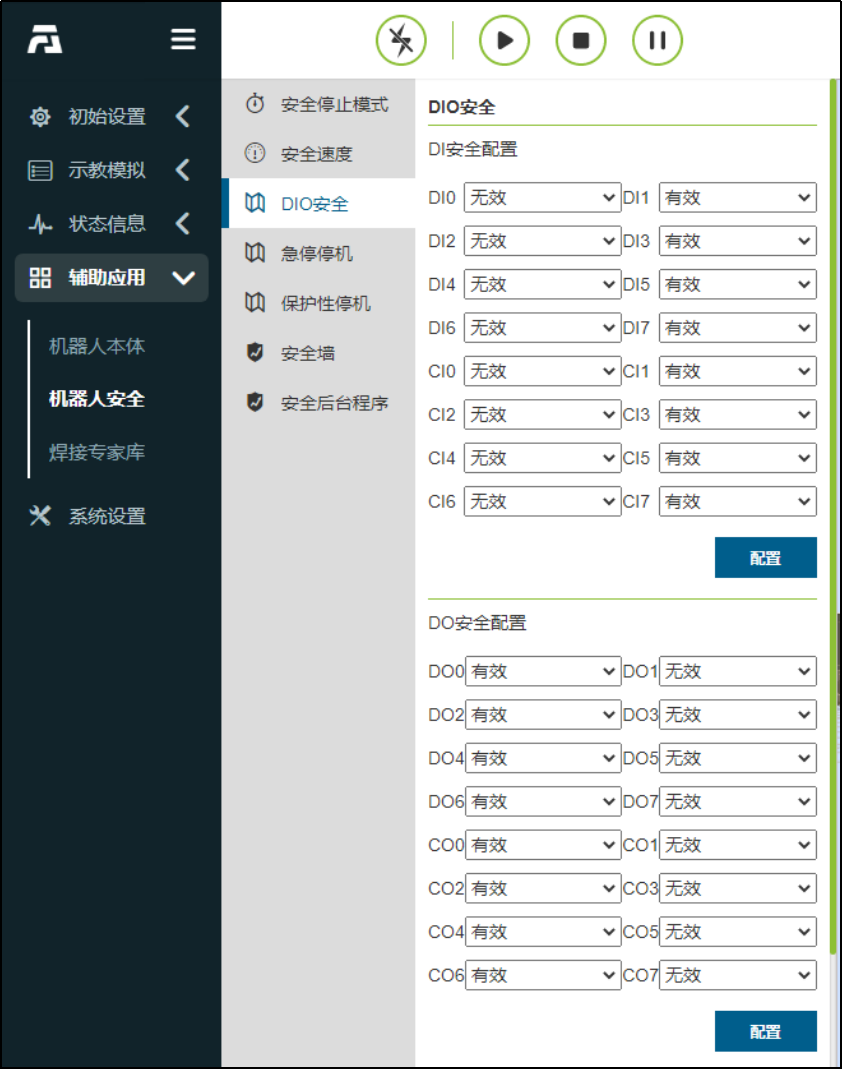 初始设置
示教模拟
状态信息
辅助应用
机器人本体
机器人安全
焊接专家库
系统设置
安全停止模式
安全速度
DIO安全
急停停机
保护性停机
安全墙
安全后台程序
DIO安全
DI安全配置
DI0 无效 DI1 有效
DI2 无效 DI3 有效
DI4 无效 DI5 有效
DI6 无效 DI7 有效
CI0 无效 CI1 有效
CI2 无效 CI3 有效
CI4 无效 CI5 有效
CI6 无效 CI7 有效
配置
DO安全配置
DO0 有效 DO1 无效
DO2 有效 DO3 无效
DO4 有效 DO5 无效
DO6 有效 DO7 无效
CO0 有效 CO1 无效
CO2 有效 CO3 无效
CO4 有效 CO5 无效
CO6 有效 CO7 无效
配置